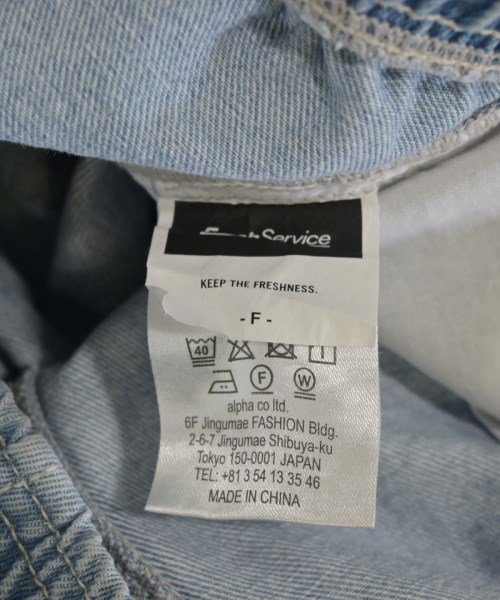 FreshService
KEEP THE FRESHNESS.
- F -
40
F W
alpha co ltd.
6F Jingumae FASHION Bldg.
2-6-7 Jingumae Shibuya-ku
Tokyo 150-0001 JAPAN
TEL: +81 3 54 13 35 46
MADE IN CHINA